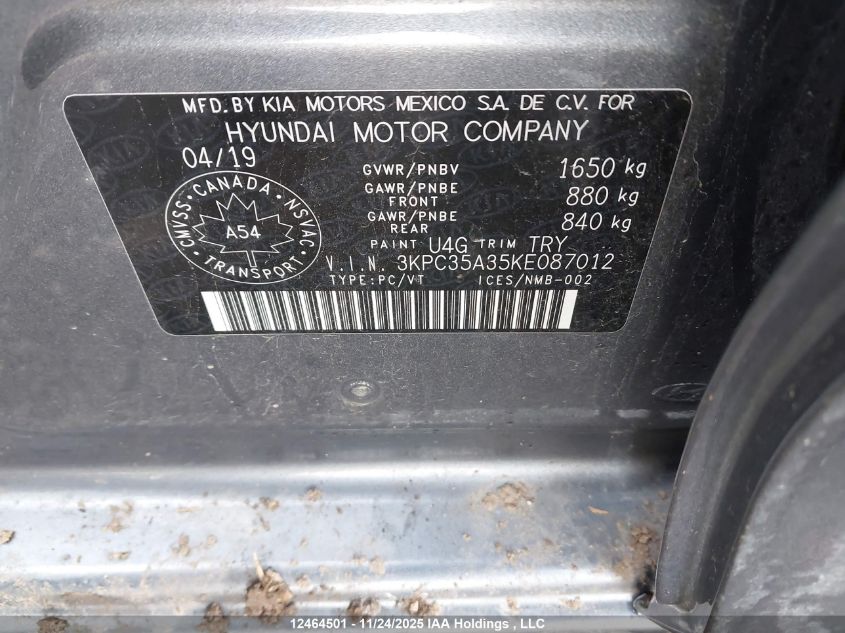 MFD. BY KIA MOTORS MEXICO S.A. DE C.V. FOR
HYUNDAI MOTOR COMPANY
04/19
GVWR/PNBV 1650 kg
GAWR/PNBE FRONT 880 kg
GAWR/PNBE REAR 840 kg
CANADA
CMVSS NSVAC
A54
TRANSPORT
PAINT U4G TRIM TRY
V.I.N. 3KPC35A35KE087012
TYPE:PC/VT ICES/NMB-002
12464501 - 11/24/2025 IAA Holdings , LLC